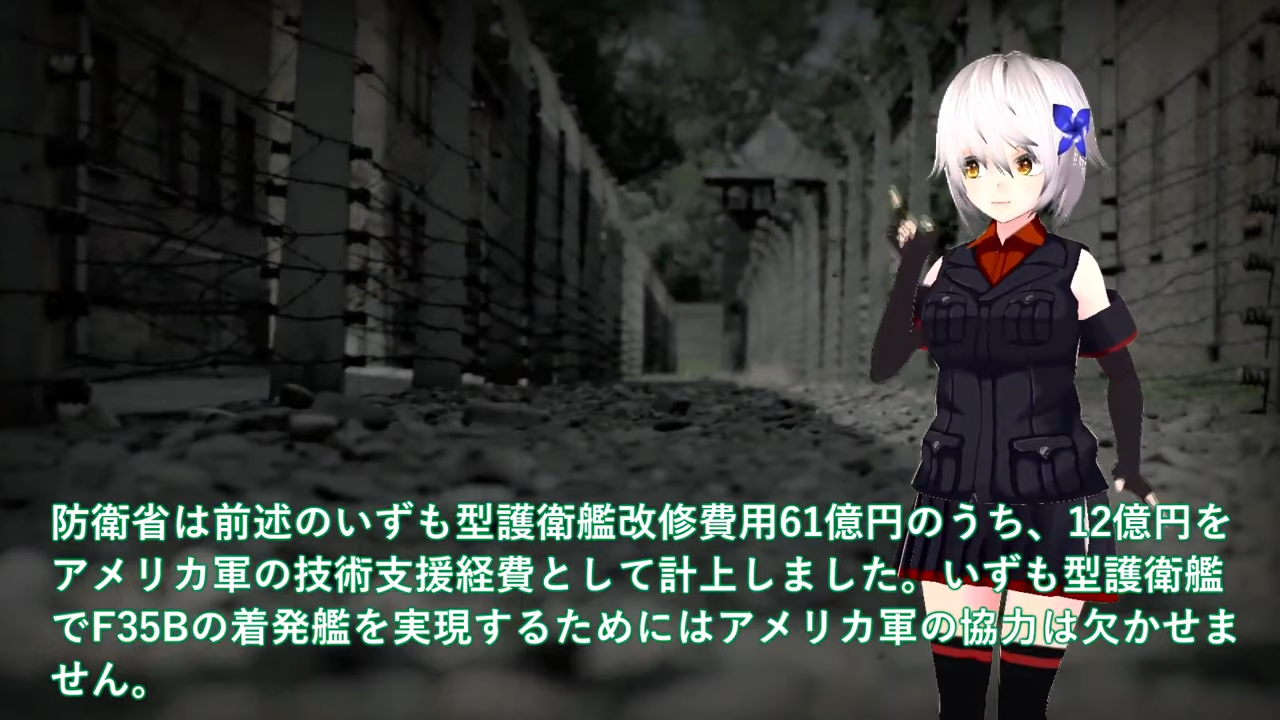 防衛省は前述のいずも型護衛艦改修費用61億円のうち、12億円を
アメリカ軍の技術支援経費として計上しました。いずも型護衛艦
でF35Bの着発艦を実現するためにはアメリカ軍の協力は欠かせま
せん。